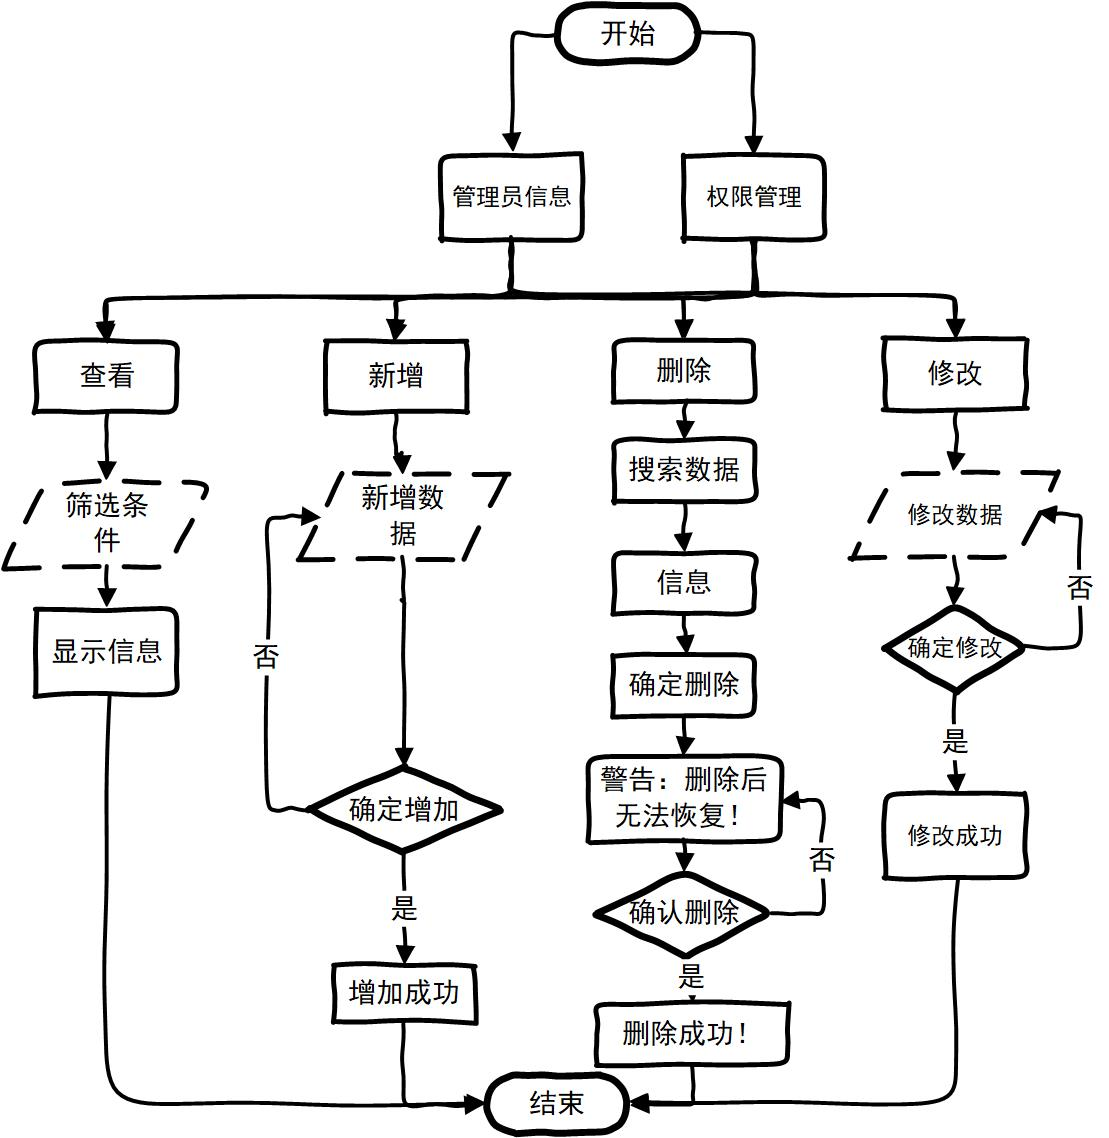 开始
管理员信息
权限管理
查看
新增
删除
修改
筛选条
件
新增数
据
搜索数据
修改数据
信息
否
显示信息
否
确定删除
确定修改
是
警告：删除后
无法恢复！
确定增加
修改成功
否
是
确认删除
是
增加成功
删除成功！
结束